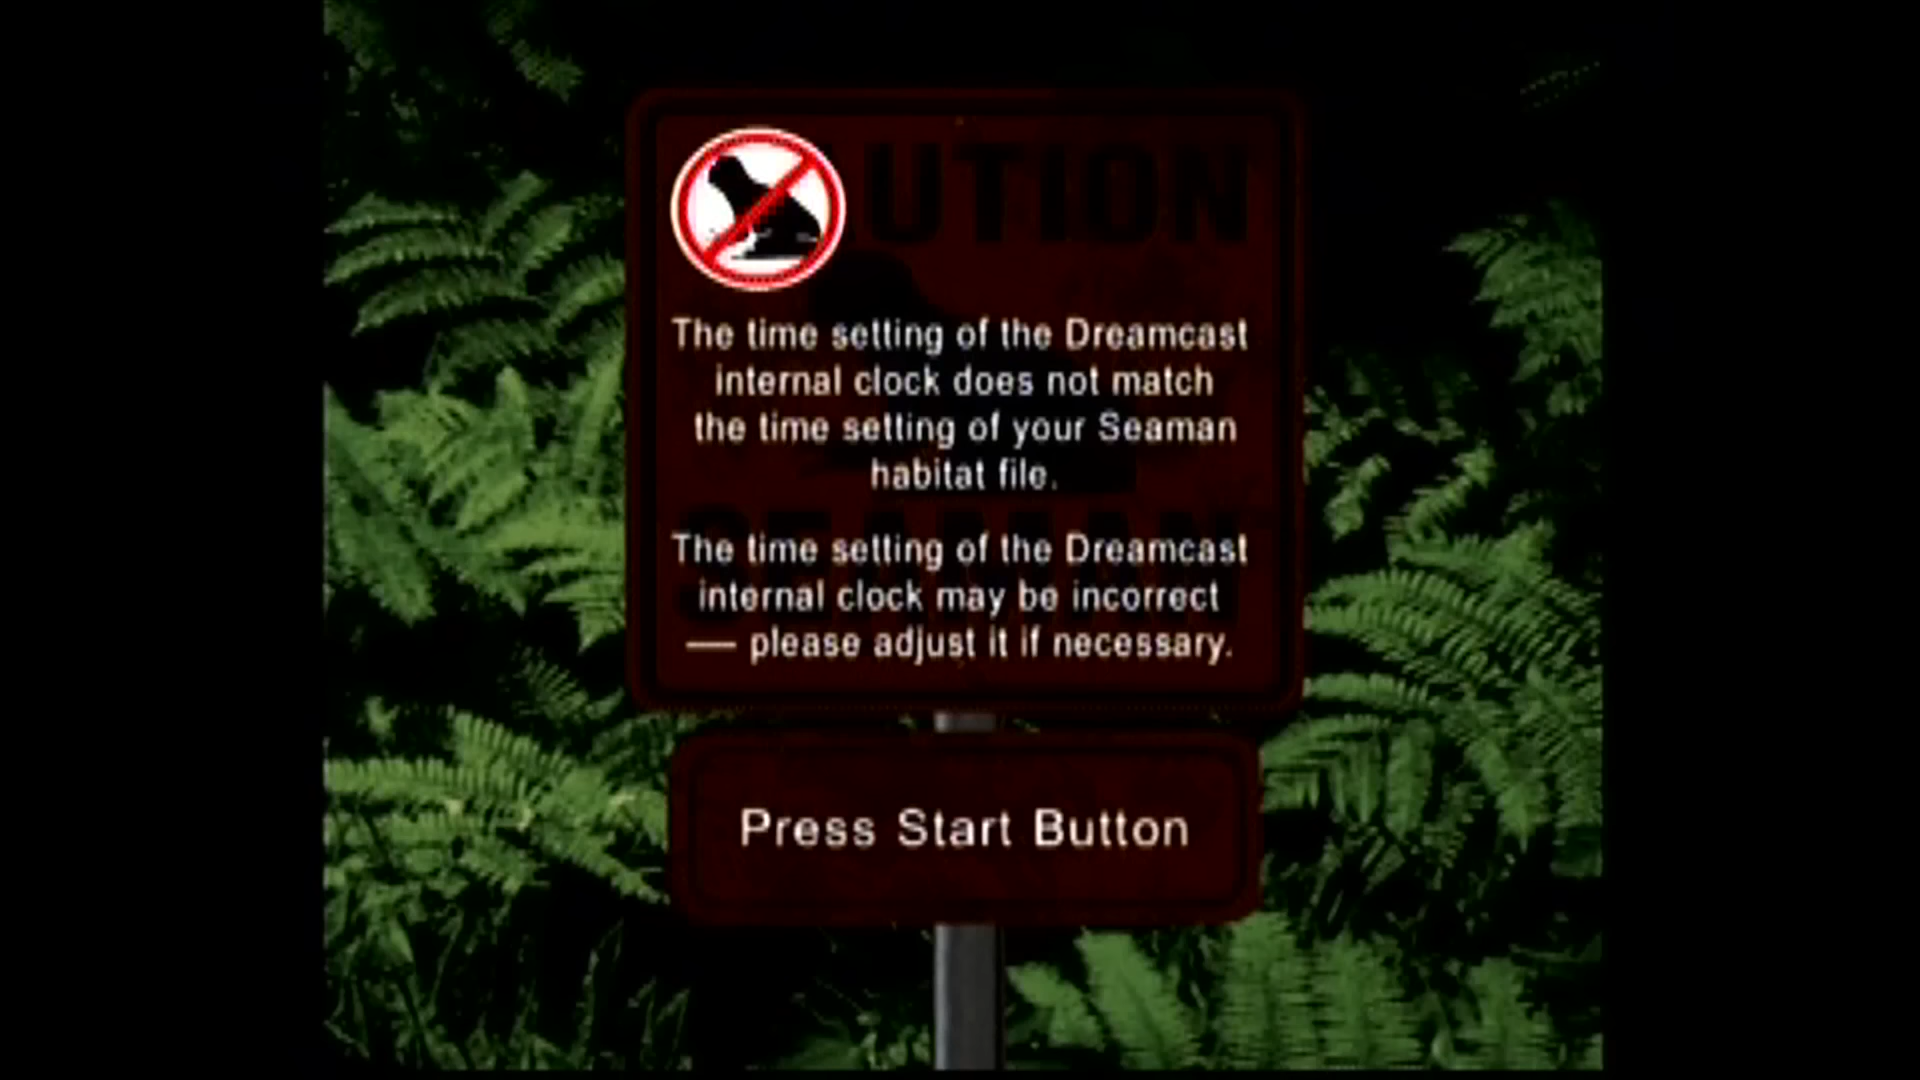 CAUTION
The time setting of the Dreamcast
internal clock does not match
the time setting of your Seaman
habitat file.
SEAMAN
The time setting of the Dreamcast
internal clock may be incorrect
— please adjust it if necessary.
Press Start Button